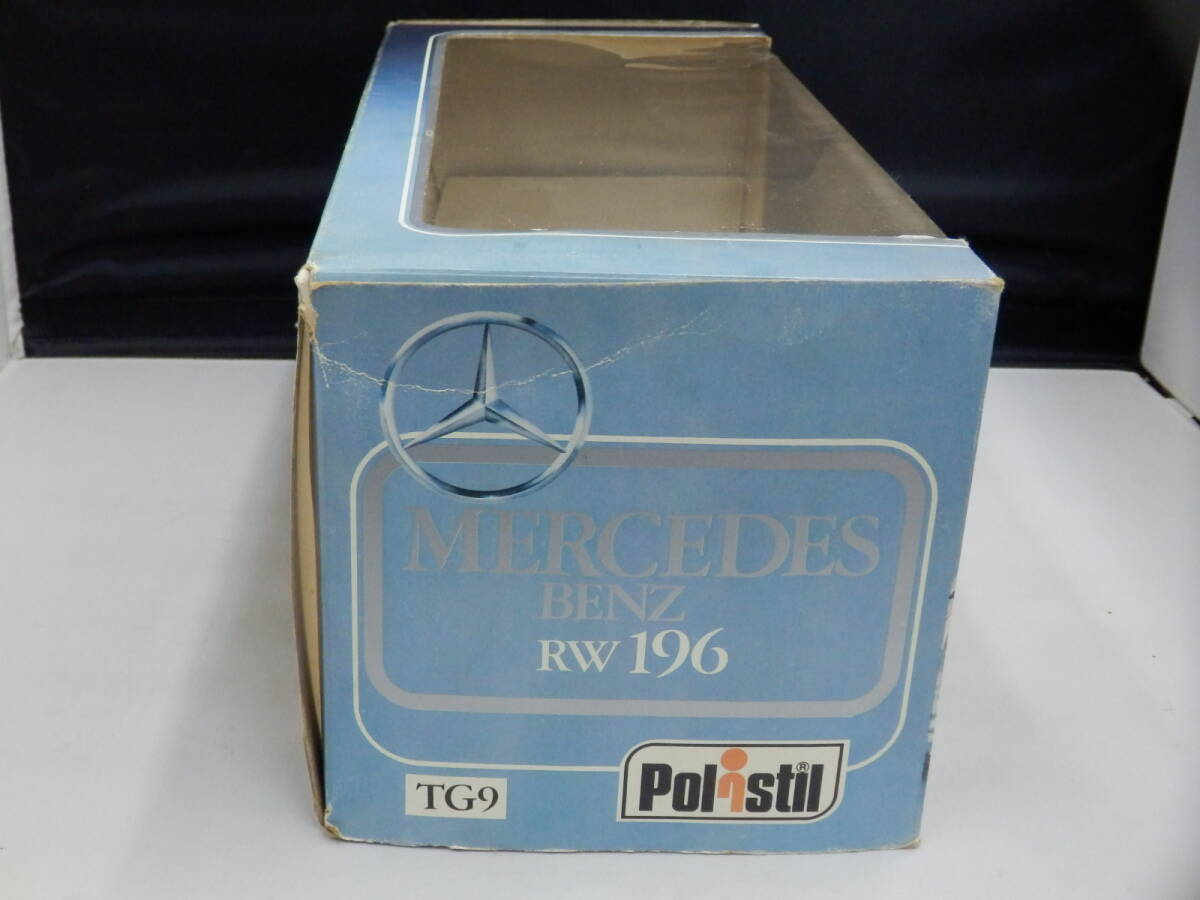 MERCEDES
BENZ
RW 196
TG9
Polistil®